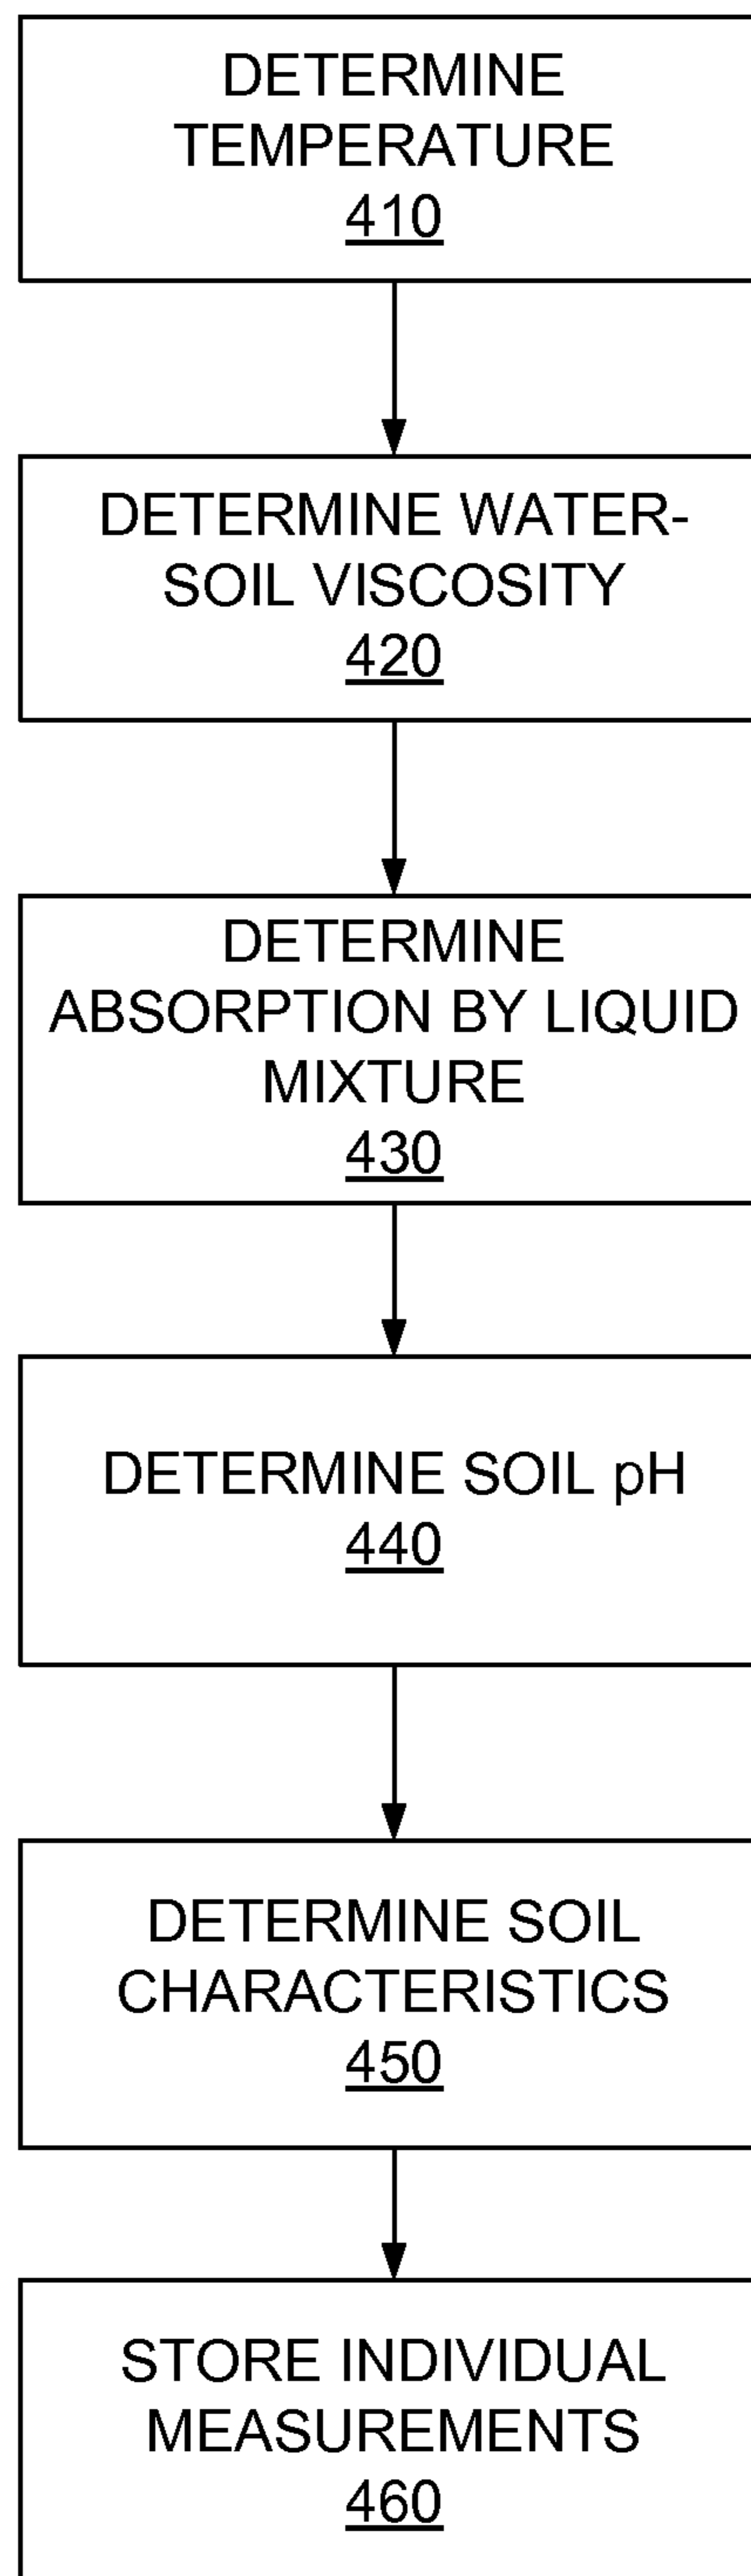 DETERMINE
TEMPERATURE
410
DETERMINE WATER-
SOIL VISCOSITY
420
DETERMINE
ABSORPTION BY LIQUID
MIXTURE
430
DETERMINE SOIL pH
440
DETERMINE SOIL
CHARACTERISTICS
450
STORE INDIVIDUAL
MEASUREMENTS
460